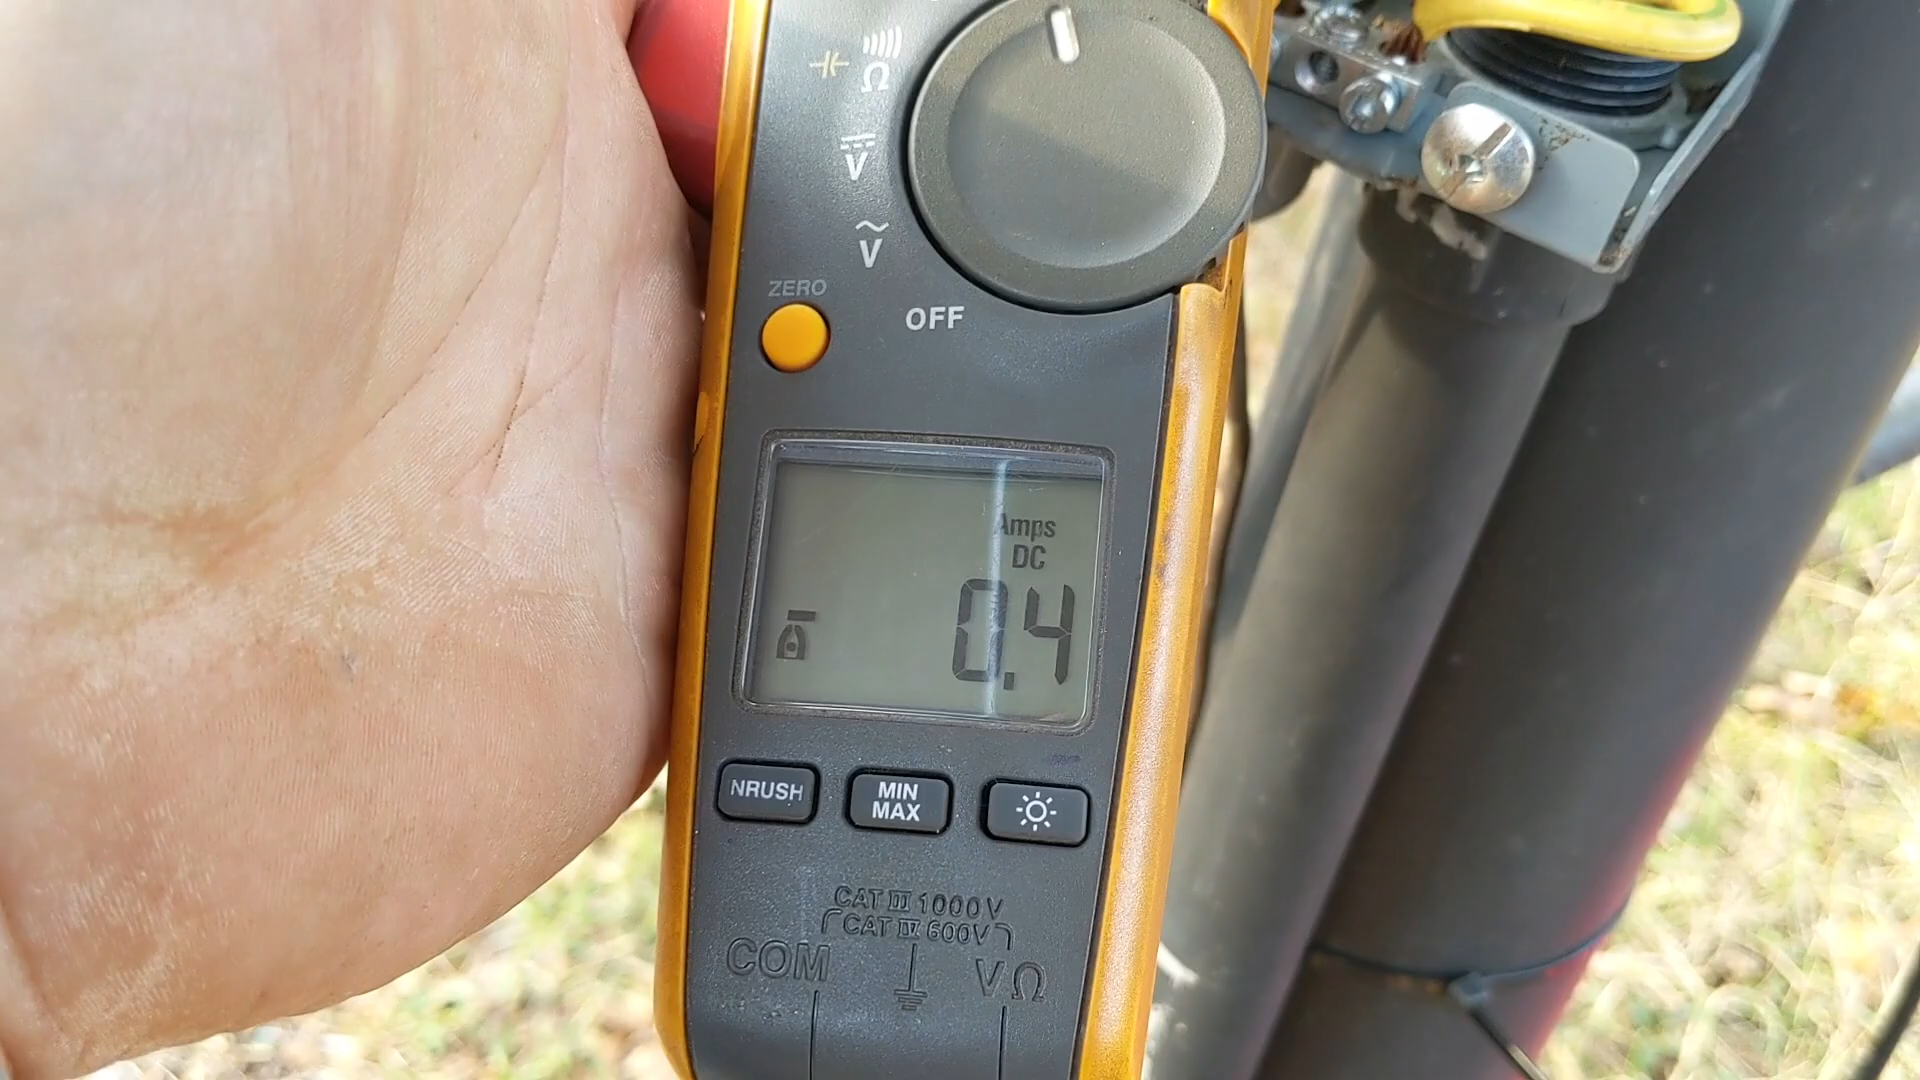 Ω
V
V
ZERO
OFF
Amps
DC
0.4
NRUSH
MIN
MAX
CAT III 1000V
CAT IV 600V
COM
VΩ